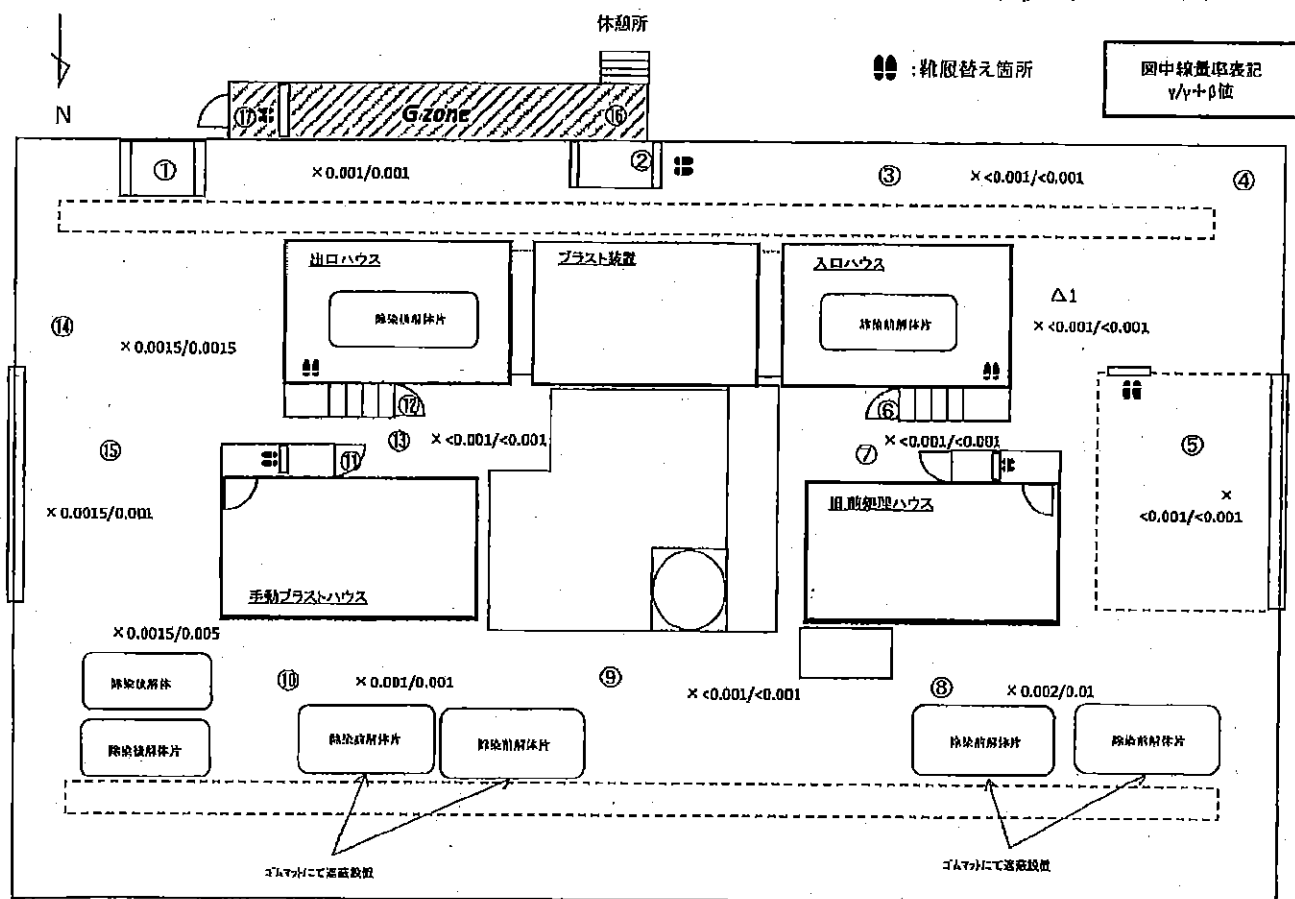 休憩所
:靴履替え箇所
図中線量率表記
γ/γ+β値
N
G zone
⑰
⑯
①
×0.001/0.001
②
③
×<0.001/<0.001
④
出口ハウス
ブラスト装置
入口ハウス
除染後解体片
除染前解体片
△1
×<0.001/<0.001
⑭
×0.0015/0.0015
⑫
⑥
⑬
×<0.001/<0.001
×<0.001/<0.001
⑦
⑤
⑮
⑪
×0.0015/0.001
×
<0.001/<0.001
旧前処理ハウス
手動ブラストハウス
×0.0015/0.005
除染後解体
⑩
×0.001/0.001
⑨
×<0.001/<0.001
⑧
×0.002/0.01
除染後解体片
除染前解体片
除染前解体片
除染前解体片
除染前解体片
ゴムマットにて遮蔽設置
ゴムマットにて遮蔽設置